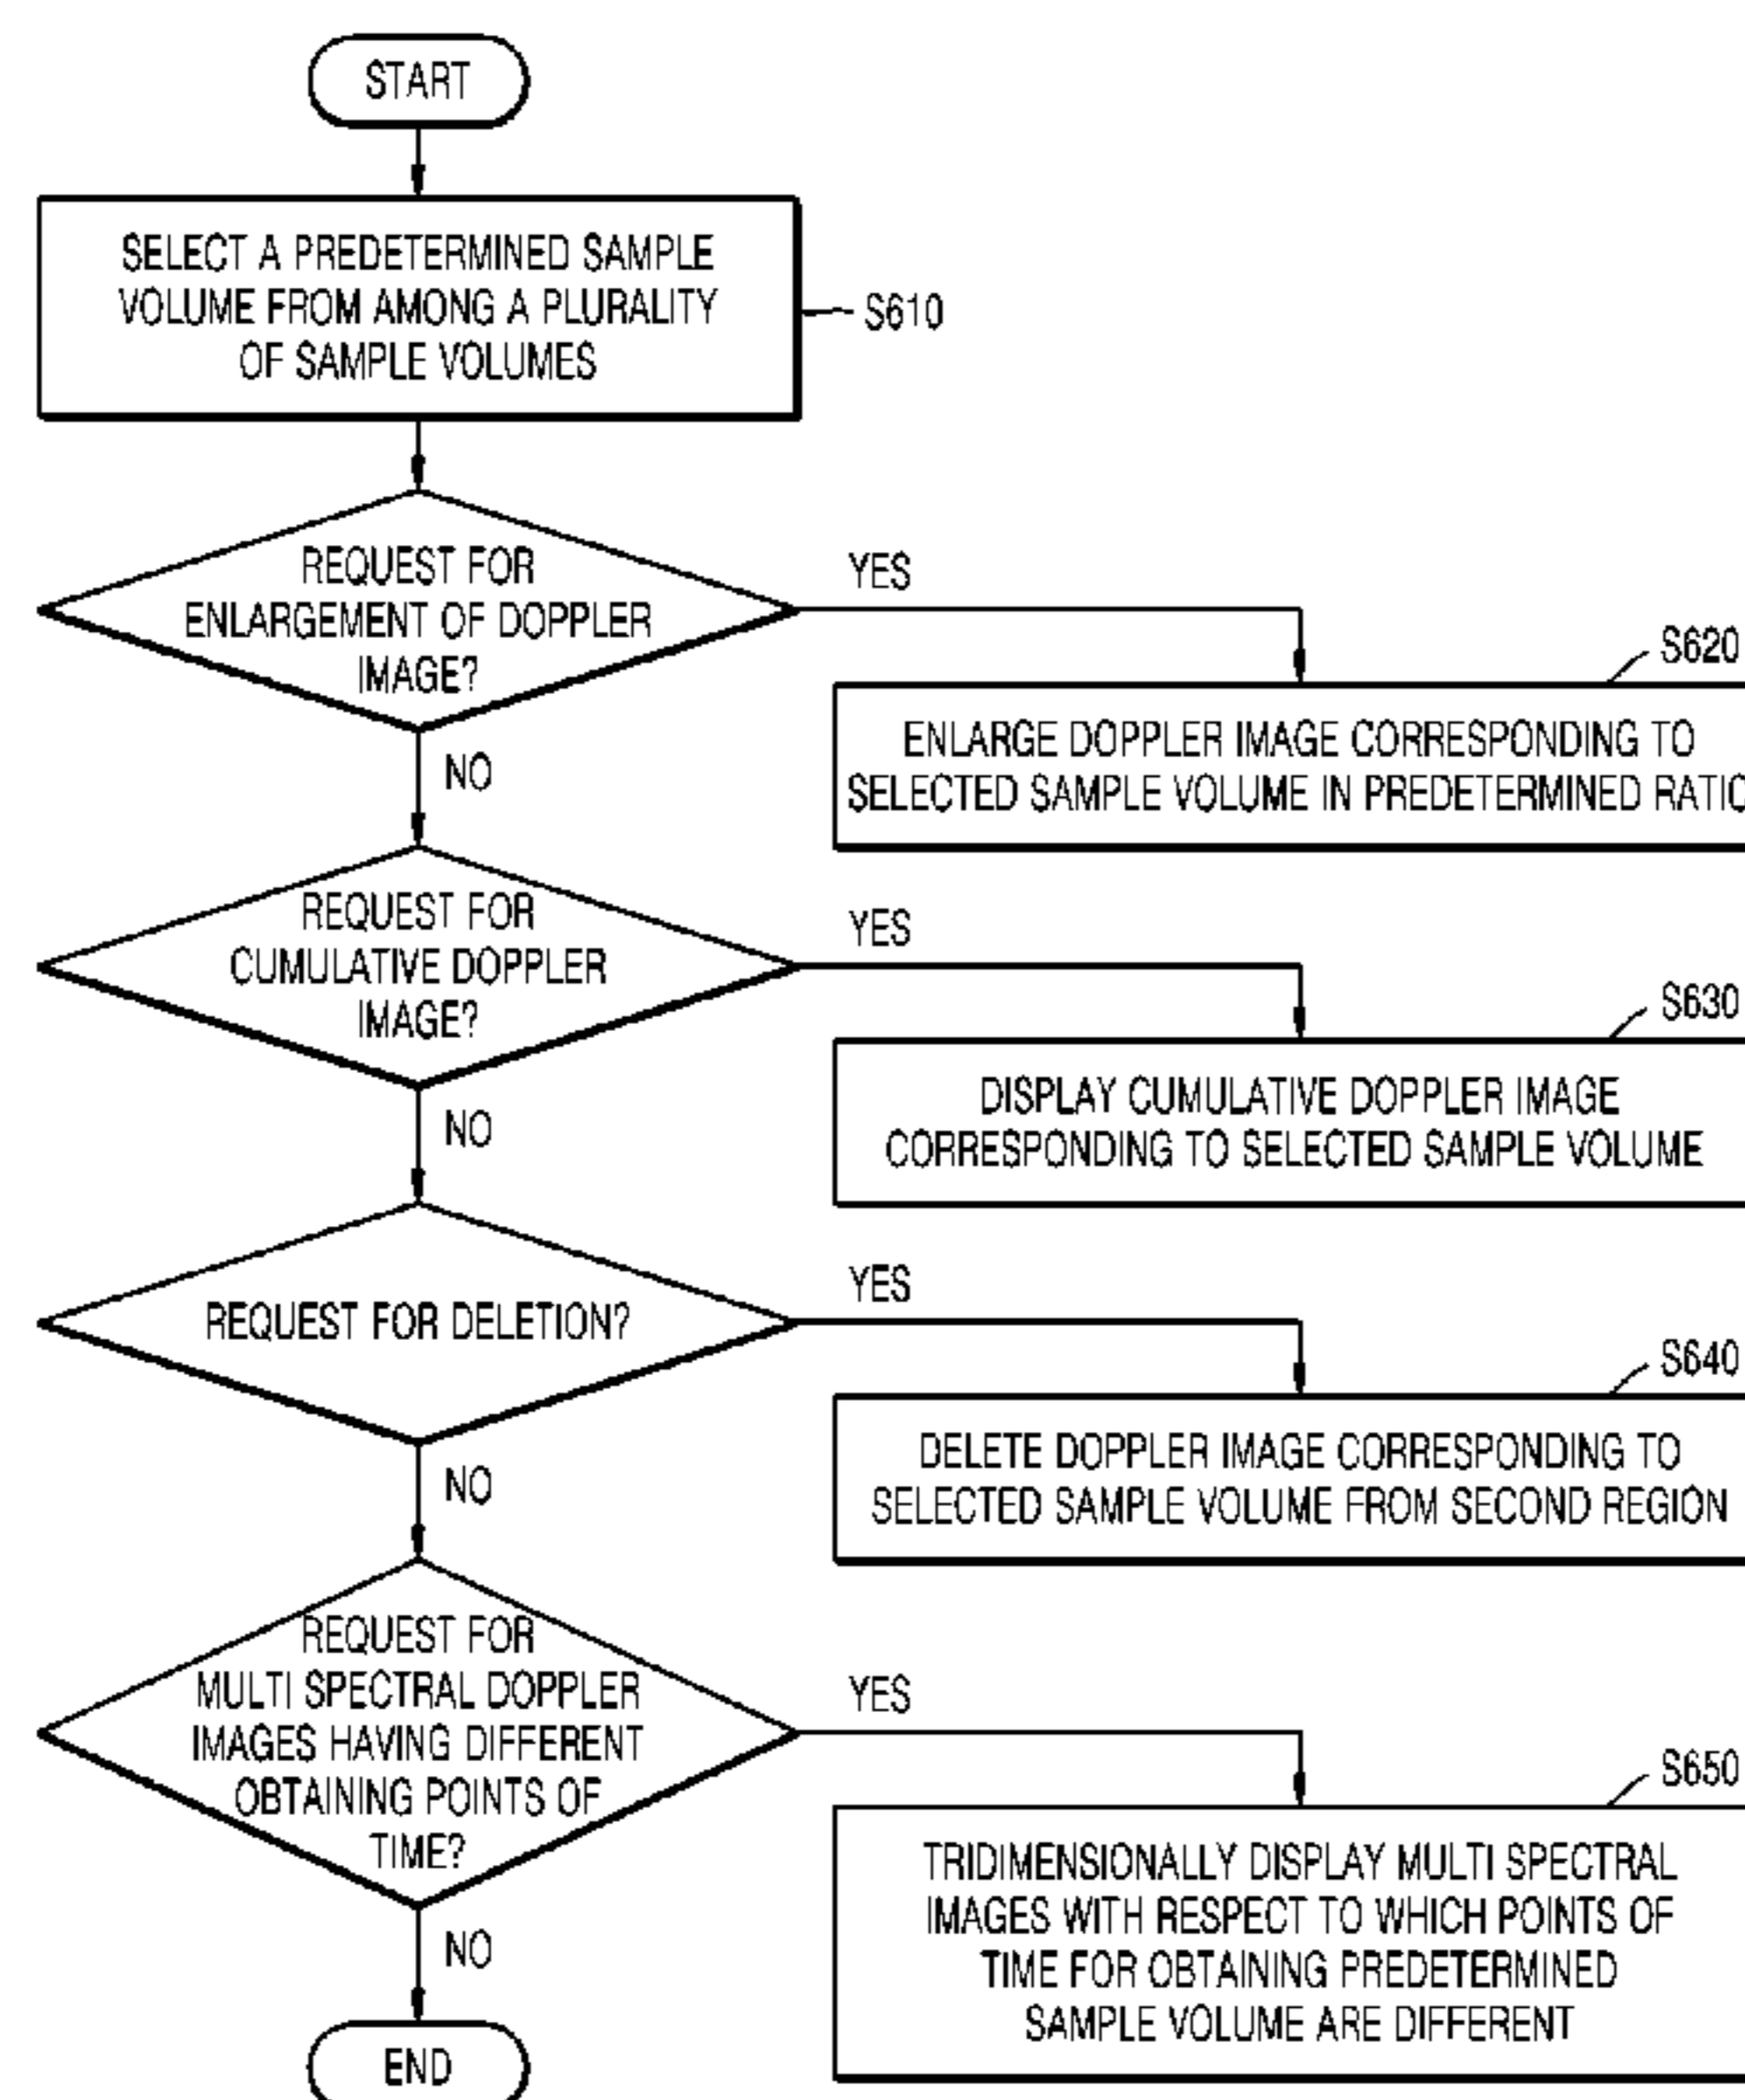 START
SELECT A PREDETERMINED SAMPLE
VOLUME FROM AMONG A PLURALITY
OF SAMPLE VOLUMES
S610
REQUEST FOR
ENLARGEMENT OF DOPPLER
IMAGE?
YES
S620
ENLARGE DOPPLER IMAGE CORRESPONDING TO
SELECTED SAMPLE VOLUME IN PREDETERMINED RATIO
NO
REQUEST FOR
CUMULATIVE DOPPLER
IMAGE?
YES
S630
DISPLAY CUMULATIVE DOPPLER IMAGE
CORRESPONDING TO SELECTED SAMPLE VOLUME
NO
REQUEST FOR DELETION?
YES
S640
DELETE DOPPLER IMAGE CORRESPONDING TO
SELECTED SAMPLE VOLUME FROM SECOND REGION
NO
REQUEST FOR
MULTI SPECTRAL DOPPLER
IMAGES HAVING DIFFERENT
OBTAINING POINTS OF
TIME?
YES
S650
TRIDIMENSIONALLY DISPLAY MULTI SPECTRAL
IMAGES WITH RESPECT TO WHICH POINTS OF
TIME FOR OBTAINING PREDETERMINED
SAMPLE VOLUME ARE DIFFERENT
NO
END